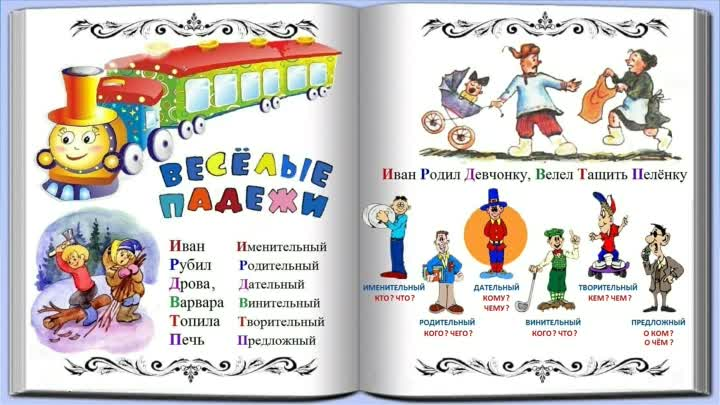 ВЕСЁЛЫЕ
ПАДЕЖИ
Иван Именительный
Рубил Родительный
Дрова, Дательный
Варвара Винительный
Топила Творительный
Печь Предложный
Иван Родил Девчонку, Велел Тащить Пелёнку
ИМЕНИТЕЛЬНЫЙ
КТО? ЧТО?
РОДИТЕЛЬНЫЙ
КОГО? ЧЕГО?
ДАТЕЛЬНЫЙ
КОМУ?
ЧЕМУ?
ВИНИТЕЛЬНЫЙ
КОГО? ЧТО?
ТВОРИТЕЛЬНЫЙ
КЕМ? ЧЕМ?
ПРЕДЛОЖНЫЙ
О КОМ?
О ЧЁМ?